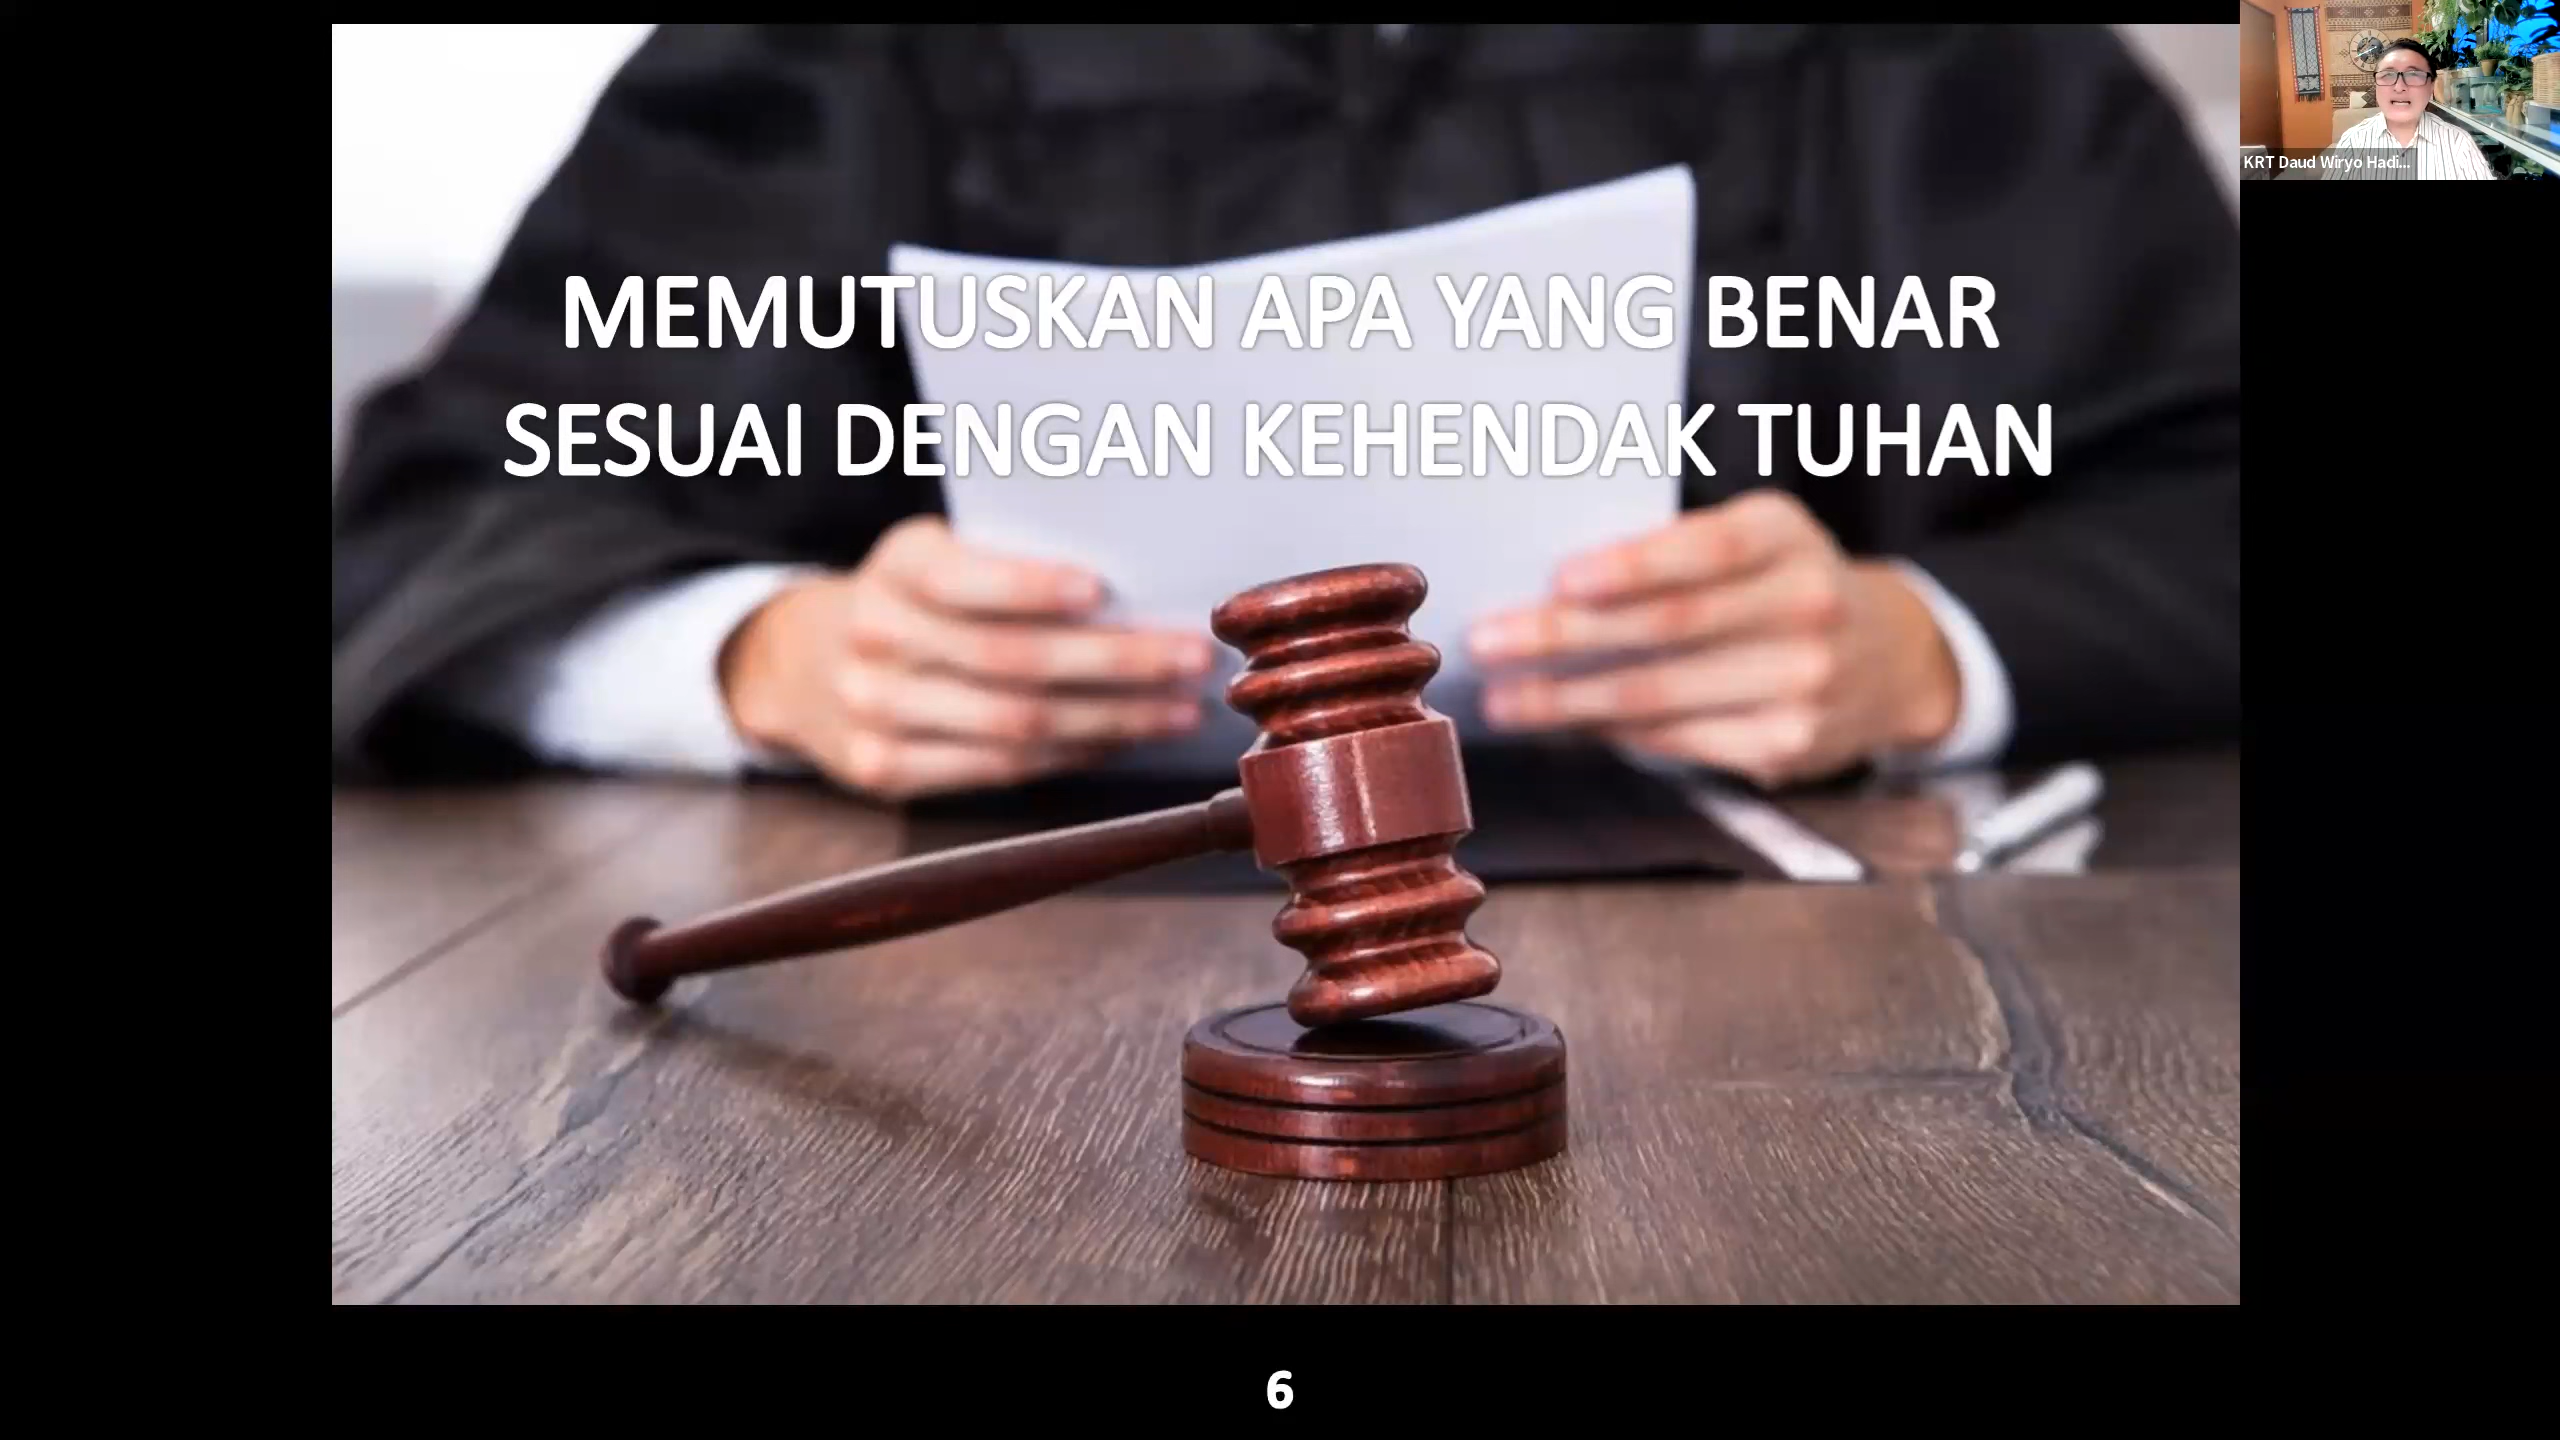 MEMUTUSKAN APA YANG BENAR
SESUAI DENGAN KEHENDAK TUHAN
KRT Daud Wiryo Hadi...
6